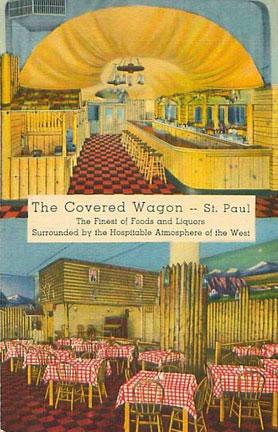 The Covered Wagon -- St. Paul
The Finest of Foods and Liquors
Surrounded by the Hospitable Atmosphere of the West